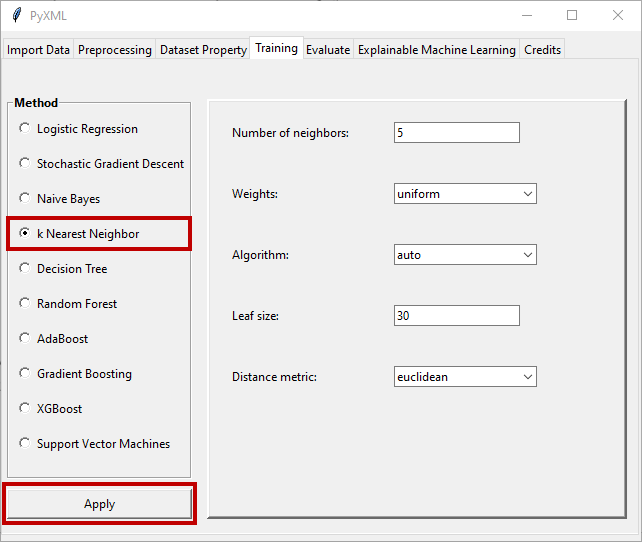 PyXML
Import Data Preprocessing Dataset Property Training Evaluate Explainable Machine Learning Credits
Method
Logistic Regression
Stochastic Gradient Descent
Naive Bayes
k Nearest Neighbor
Decision Tree
Random Forest
AdaBoost
Gradient Boosting
XGBoost
Support Vector Machines
Apply
Number of neighbors: 5
Weights: uniform
Algorithm: auto
Leaf size: 30
Distance metric: euclidean